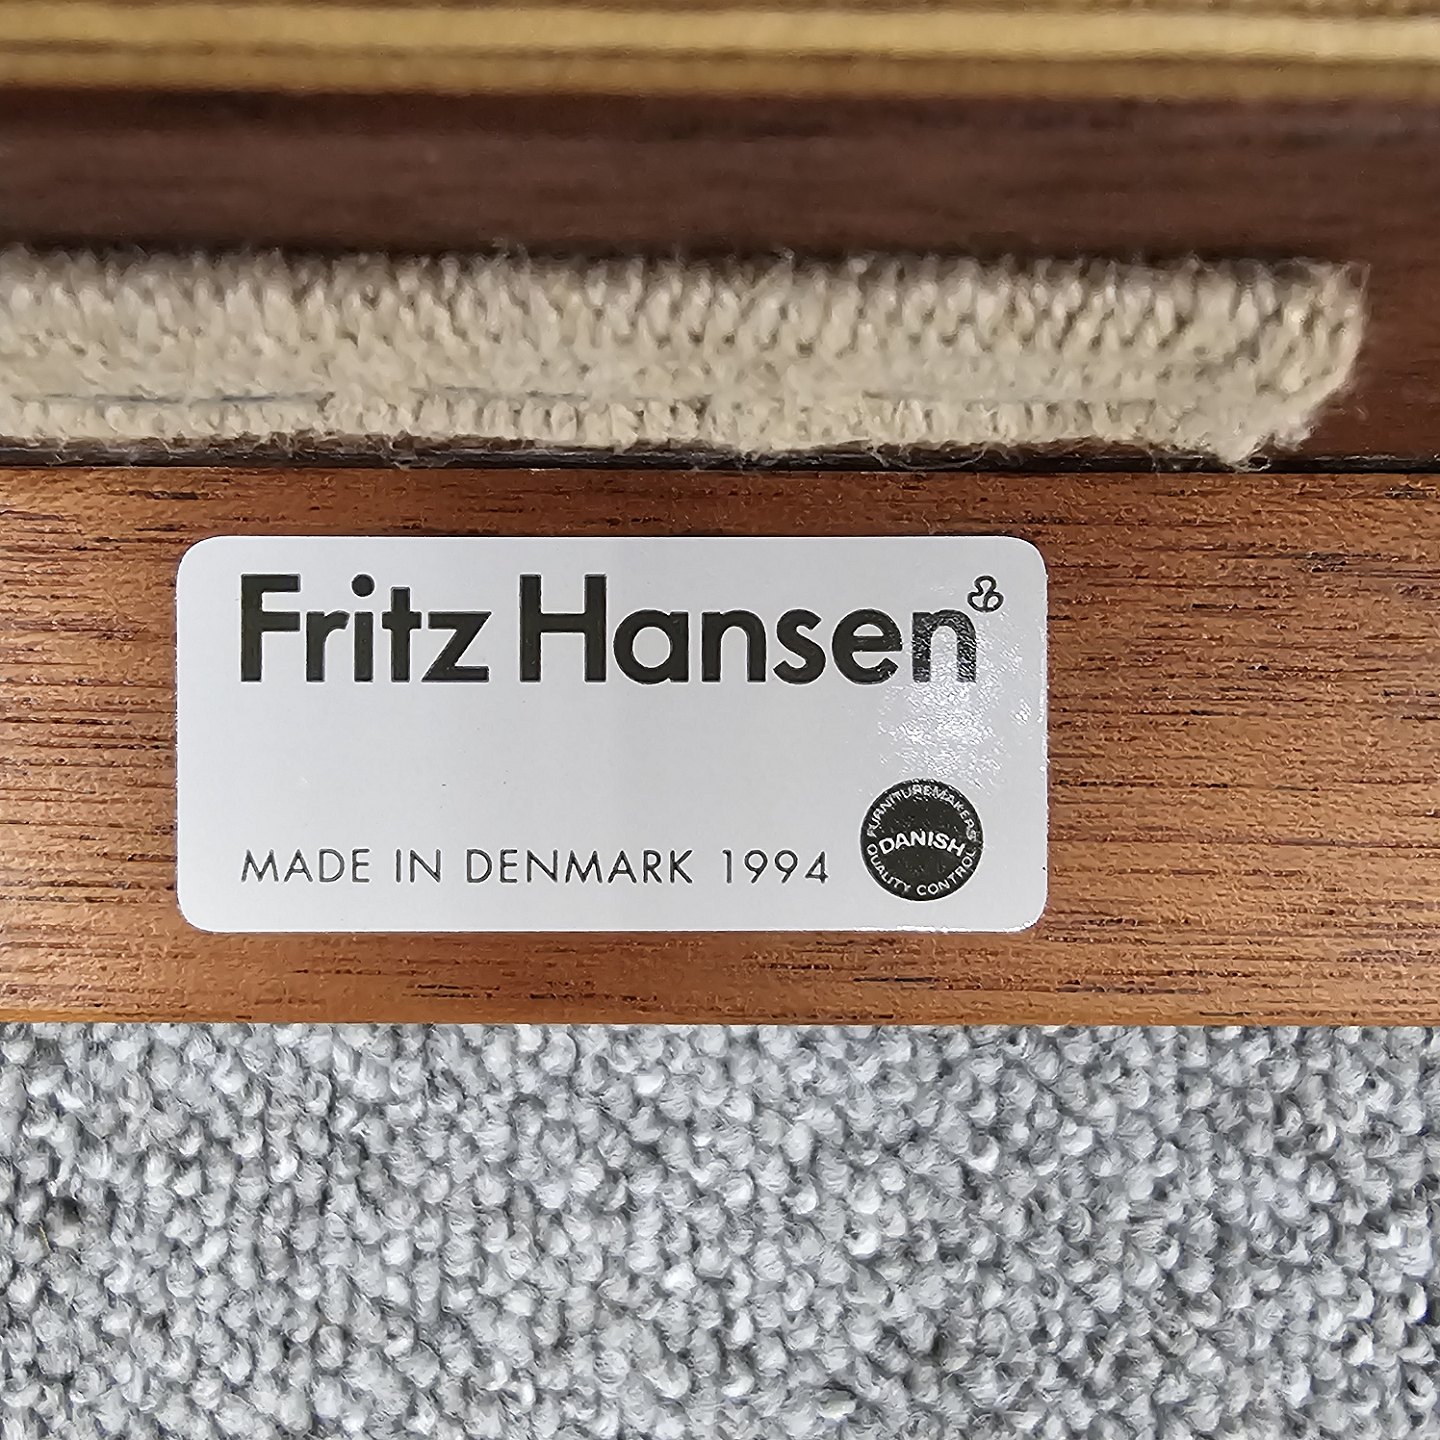 Fritz Hansen
MADE IN DENMARK 1994
FURNITUREMAKERS
DANISH
QUALITY CONTROL